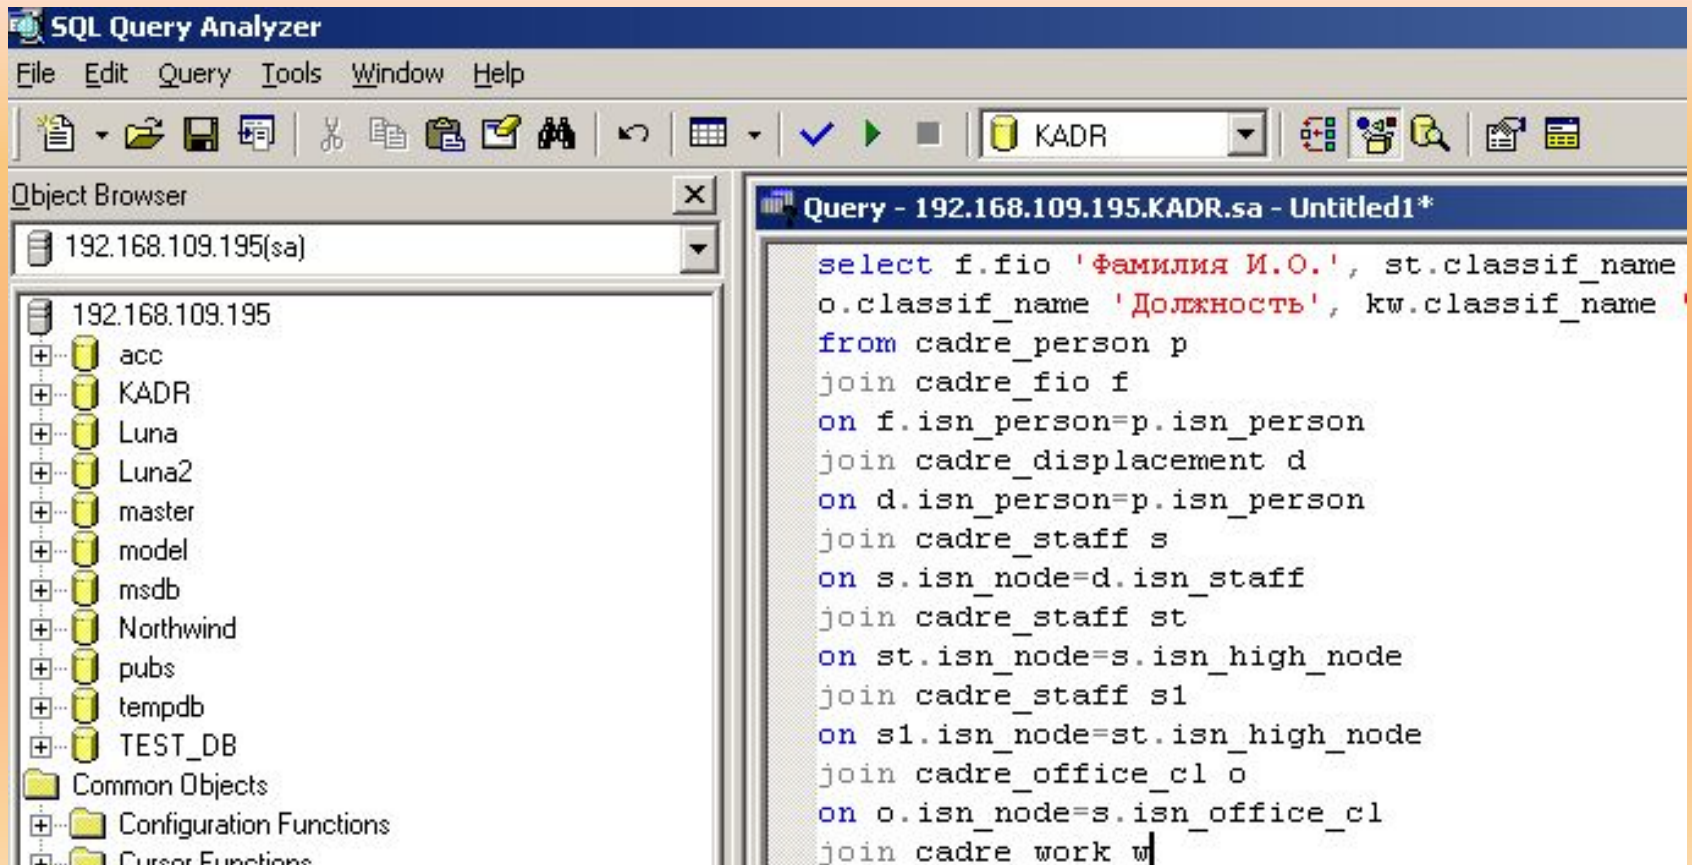 SQL Query Analyzer
File Edit Query Tools Window Help
KADR
Object Browser
192.168.109.195(sa)
192.168.109.195
acc
KADR
Luna
Luna2
master
model
msdb
Northwind
pubs
tempdb
TEST_DB
Common Objects
Configuration Functions
Cursor Functions
Query - 192.168.109.195.KADR.sa - Untitled1*
select f.fio 'Фамилия И.О.', st.classif_name
o.classif_name 'Должность', kw.classif_name '
from cadre_person p
join cadre_fio f
on f.isn_person=p.isn_person
join cadre_displacement d
on d.isn_person=p.isn_person
join cadre_staff s
on s.isn_node=d.isn_staff
join cadre_staff st
on st.isn_node=s.isn_high_node
join cadre_staff s1
on s1.isn_node=st.isn_high_node
join cadre_office_cl o
on o.isn_node=s.isn_office_cl
join cadre work w